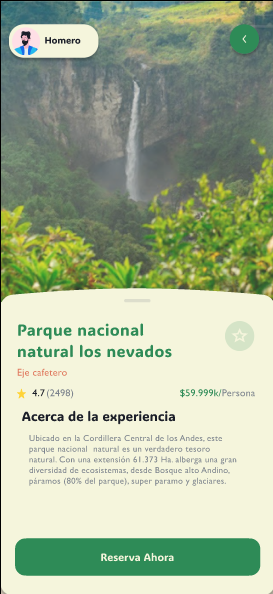 Homero
Parque nacional
natural los nevados
Eje cafetero
4.7 (2498)
$59.999k/Persona
Acerca de la experiencia
Ubicado en la Cordillera Central de los Andes, este
parque nacional natural es un verdadero tesoro
natural. Con una extensión 61.373 Ha. alberga una gran
diversidad de ecosistemas, desde Bosque alto Andino,
páramos (80% del parque), super paramo y glaciares.
Reserva Ahora